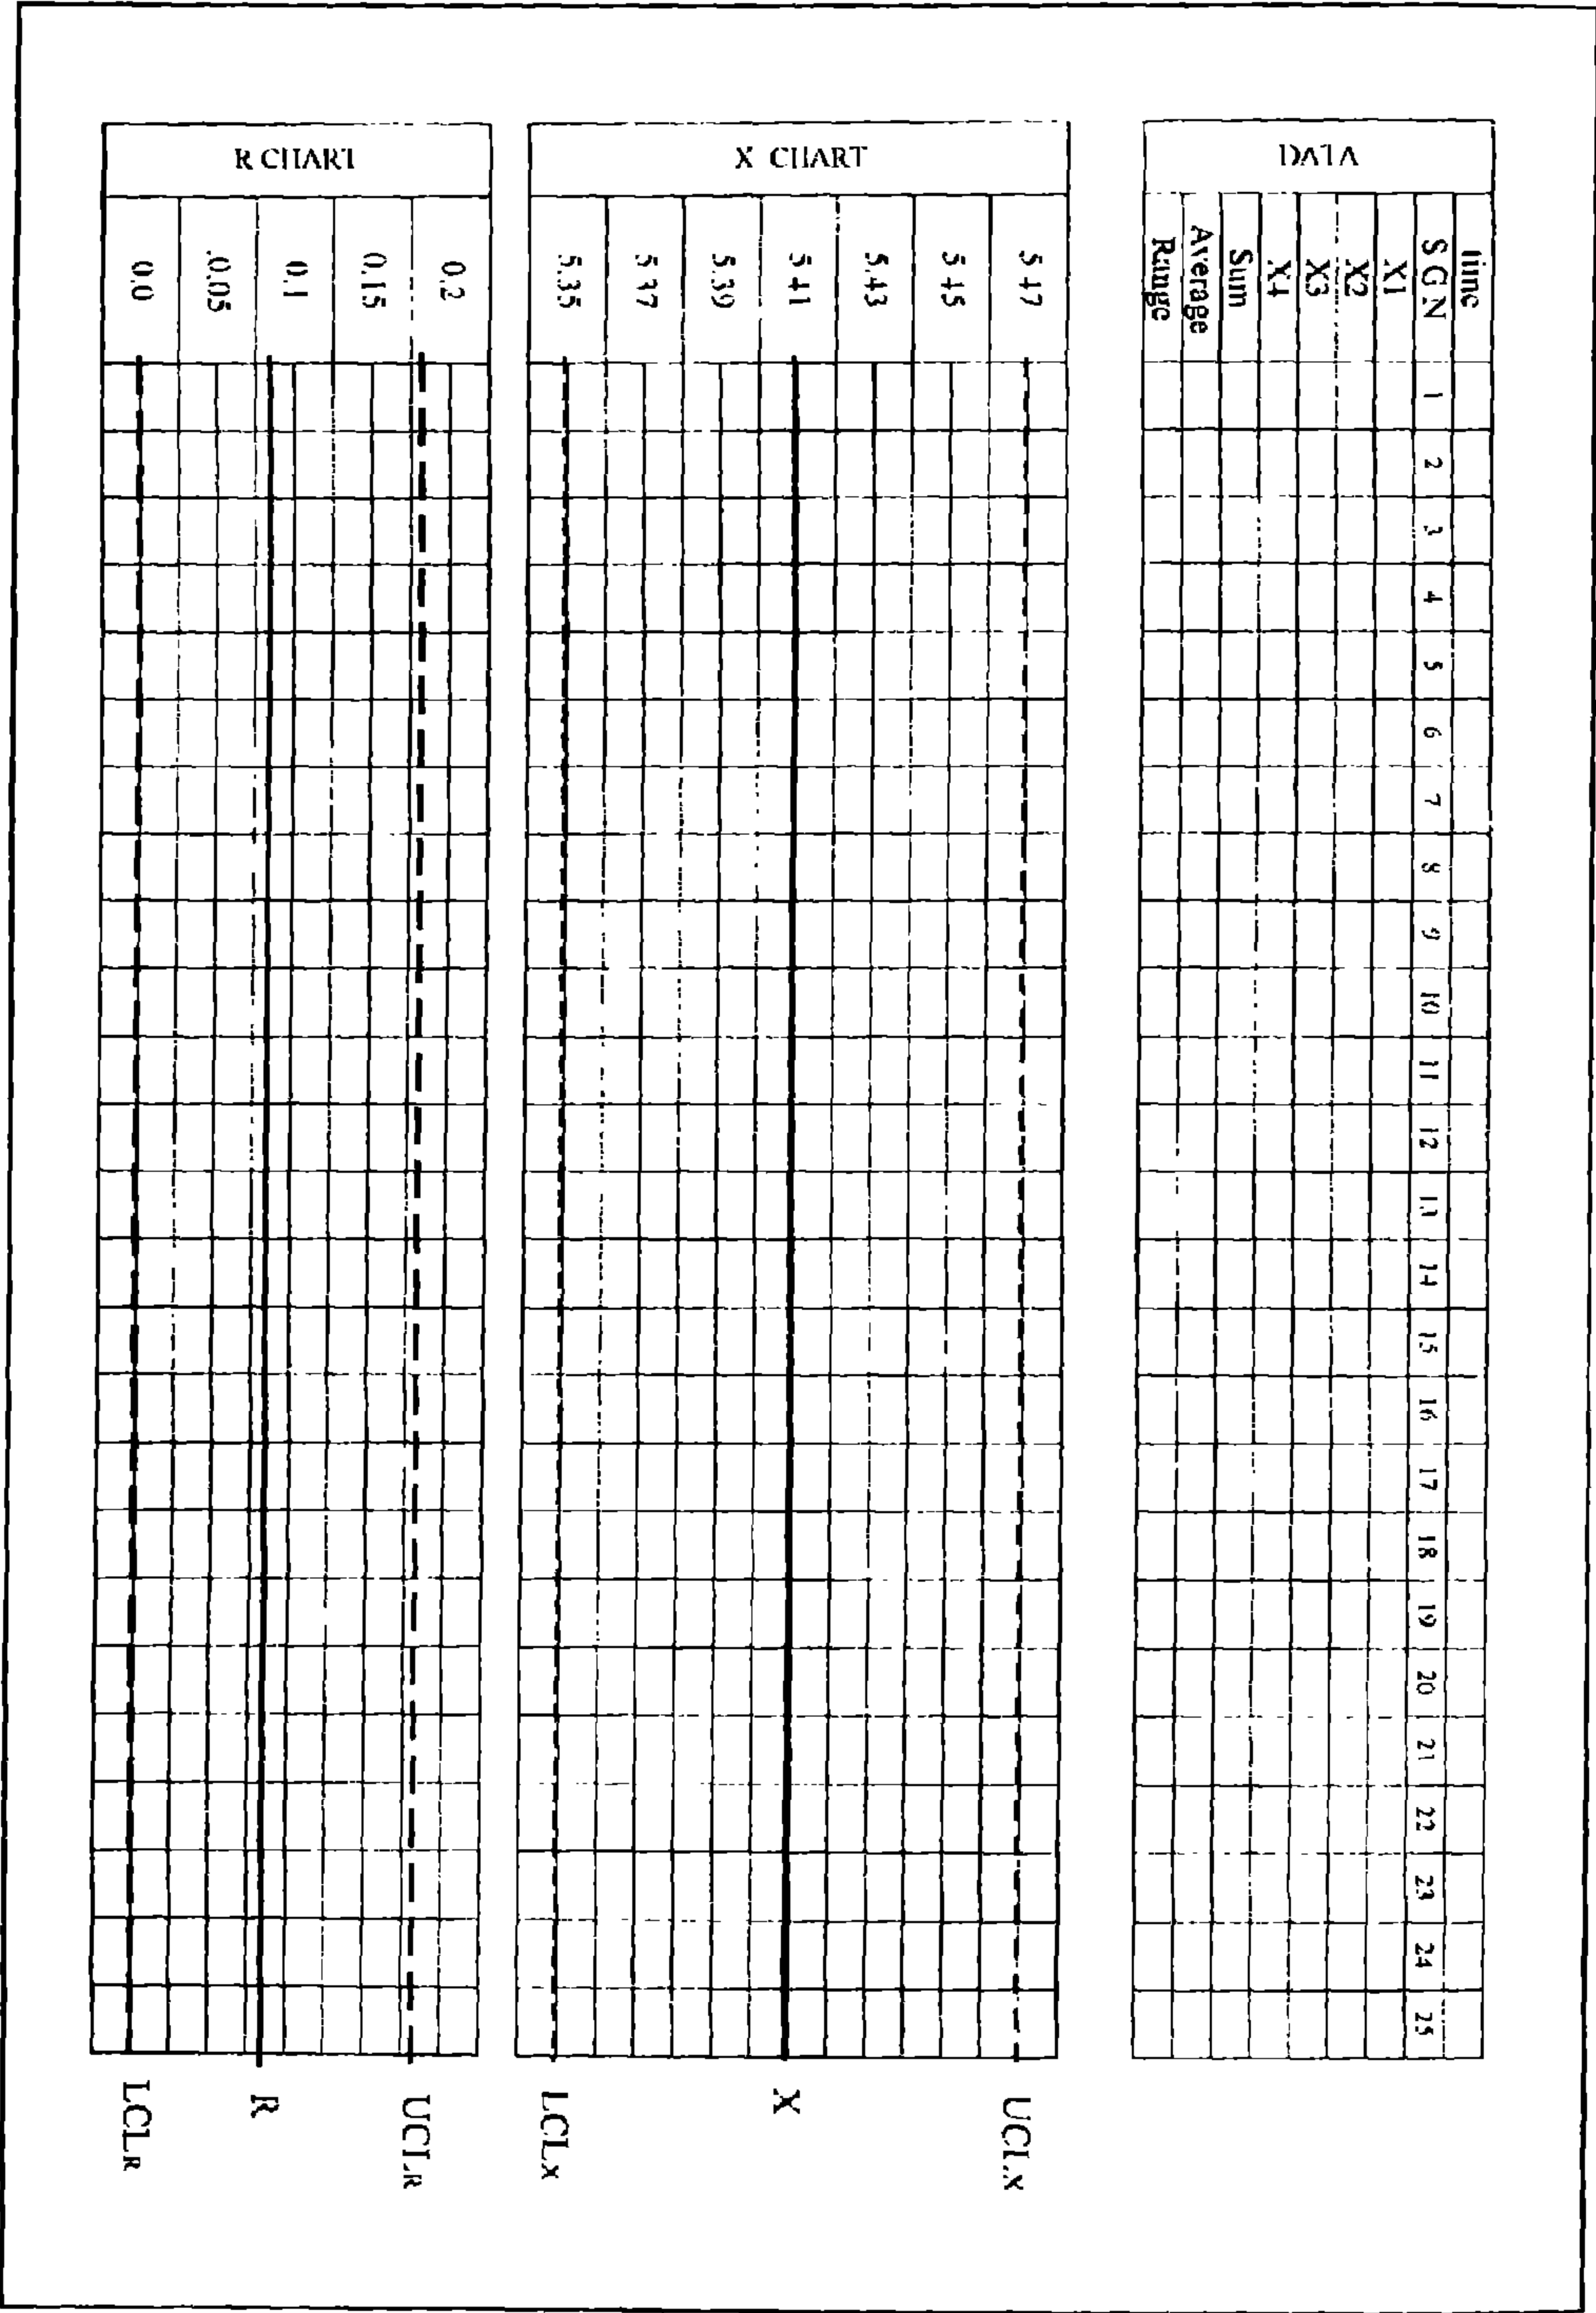 DATA
Time
S G N 1 2 3 4 5 6 7 8 9 10 11 12 13 14 15 16 17 18 19 20 21 22 23 24 25
X1
X2
X3
X4
Sum
Average
Range
X CHART
5.47 UCLx
5.45
5.43
5.41 X
5.39
5.37
5.35 LCLx
R CHART
0.2 UCLR
0.15
0.1 R
0.05
0.0 LCLR